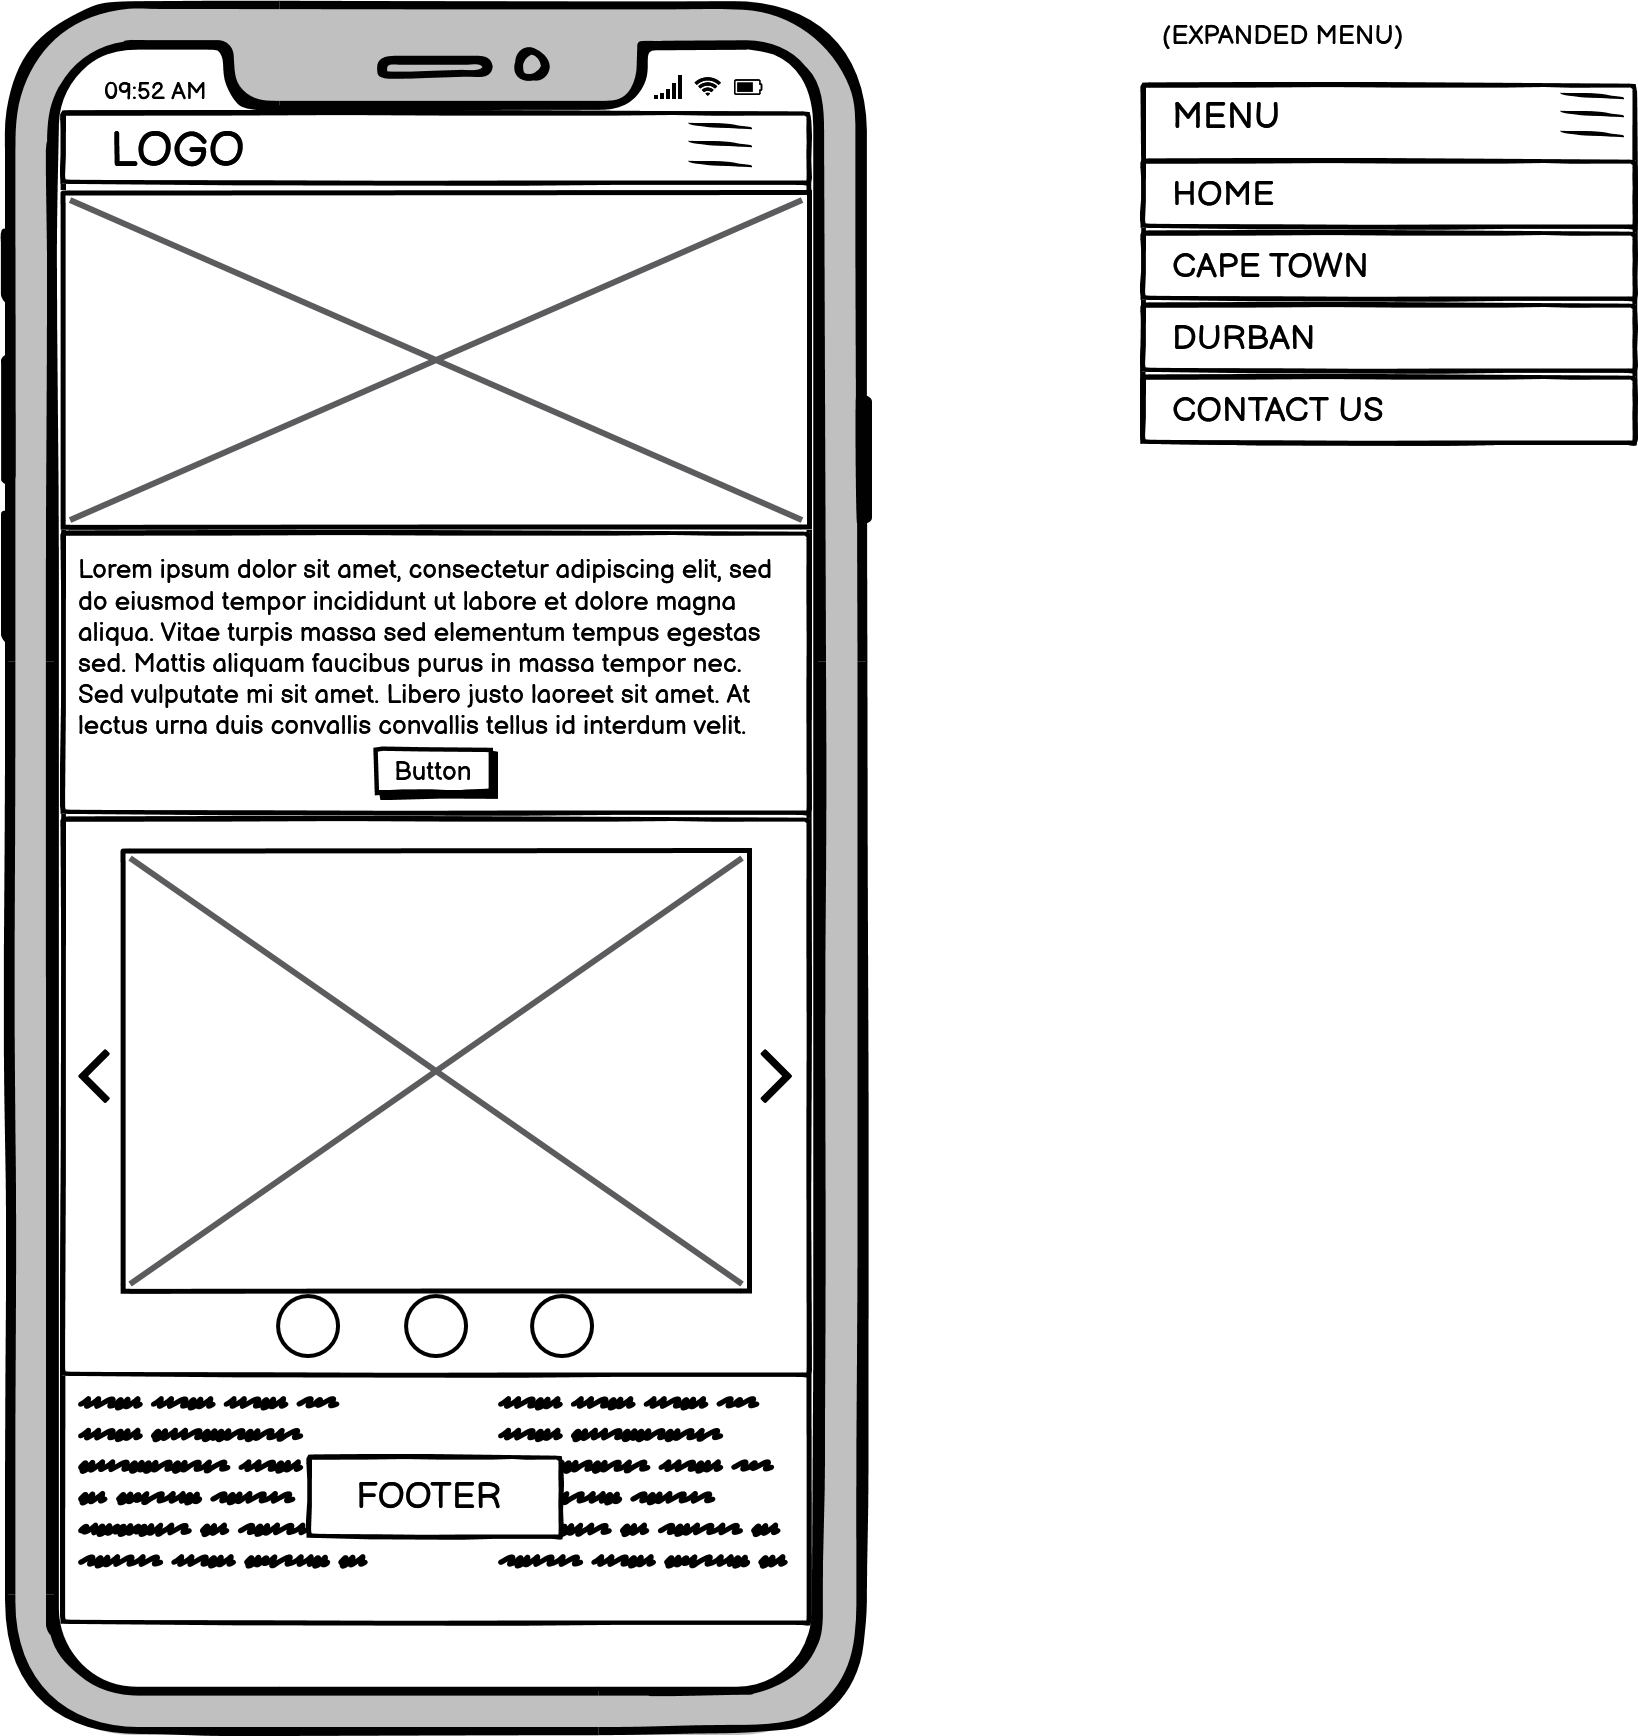 (EXPANDED MENU)
09:52 AM
LOGO
MENU
HOME
CAPE TOWN
DURBAN
CONTACT US
Lorem ipsum dolor sit amet, consectetur adipiscing elit, sed
do eiusmod tempor incididunt ut labore et dolore magna
aliqua. Vitae turpis massa sed elementum tempus egestas
sed. Mattis aliquam faucibus purus in massa tempor nec.
Sed vulputate mi sit amet. Libero justo laoreet sit amet. At
lectus urna duis convallis convallis tellus id interdum velit.
Button
FOOTER